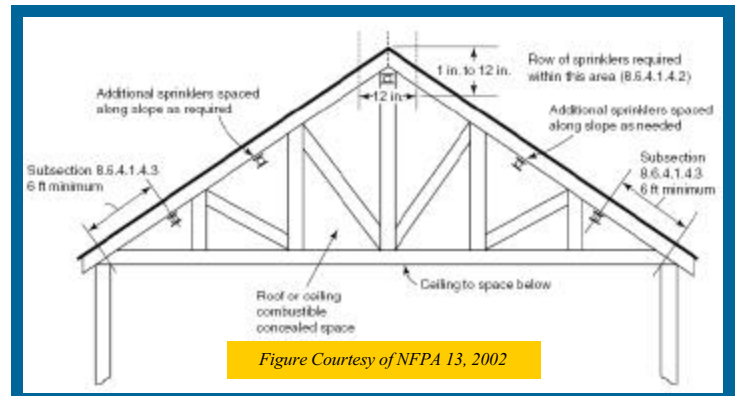 1 in. to 12 in.
Row of sprinklers required
within this area (8.6.4.1.4.2)
12 in.
Additional sprinklers spaced
along slope as required
Additional sprinklers spaced
along slope as needed
Subsection 8.6.4.1.4.3
6 ft minimum
Subsection
8.6.4.1.4.3
6 ft minimum
Roof or ceiling
combustible
concealed space
Ceiling to space below
Figure Courtesy of NFPA 13, 2002